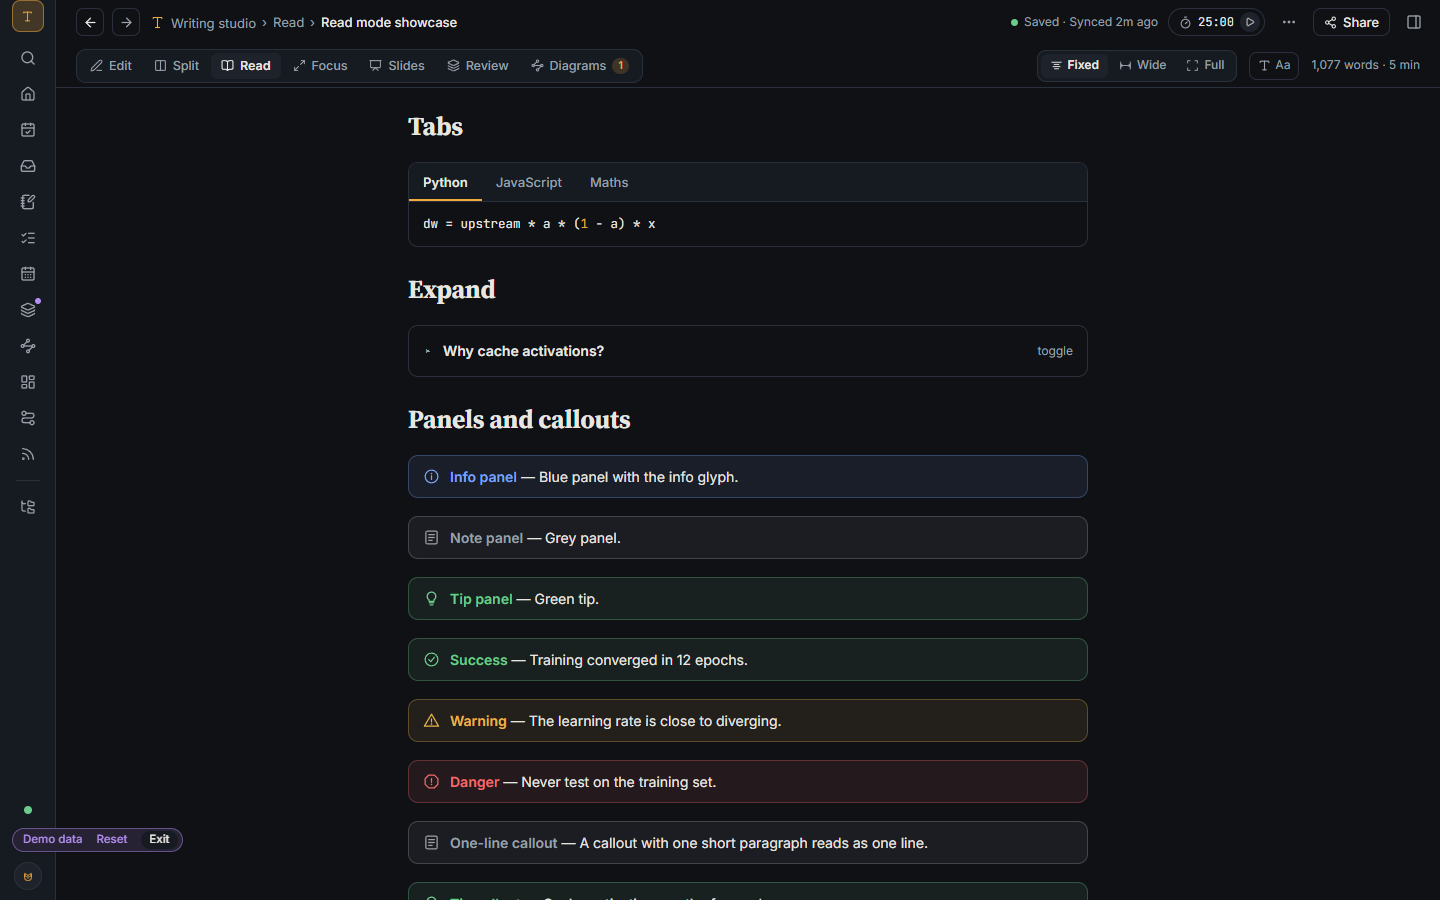 T
T Writing studio › Read › Read mode showcase
Saved · Synced 2m ago
25:00
Share
Edit
Split
Read
Focus
Slides
Review
Diagrams 1
Fixed
Wide
Full
T Aa
1,077 words · 5 min
Tabs
Python
JavaScript
Maths
dw = upstream * a * (1 - a) * x
Expand
Why cache activations?
toggle
Panels and callouts
Info panel — Blue panel with the info glyph.
Note panel — Grey panel.
Tip panel — Green tip.
Success — Training converged in 12 epochs.
Warning — The learning rate is close to diverging.
Danger — Never test on the training set.
One-line callout — A callout with one short paragraph reads as one line.
Demo data
Reset
Exit